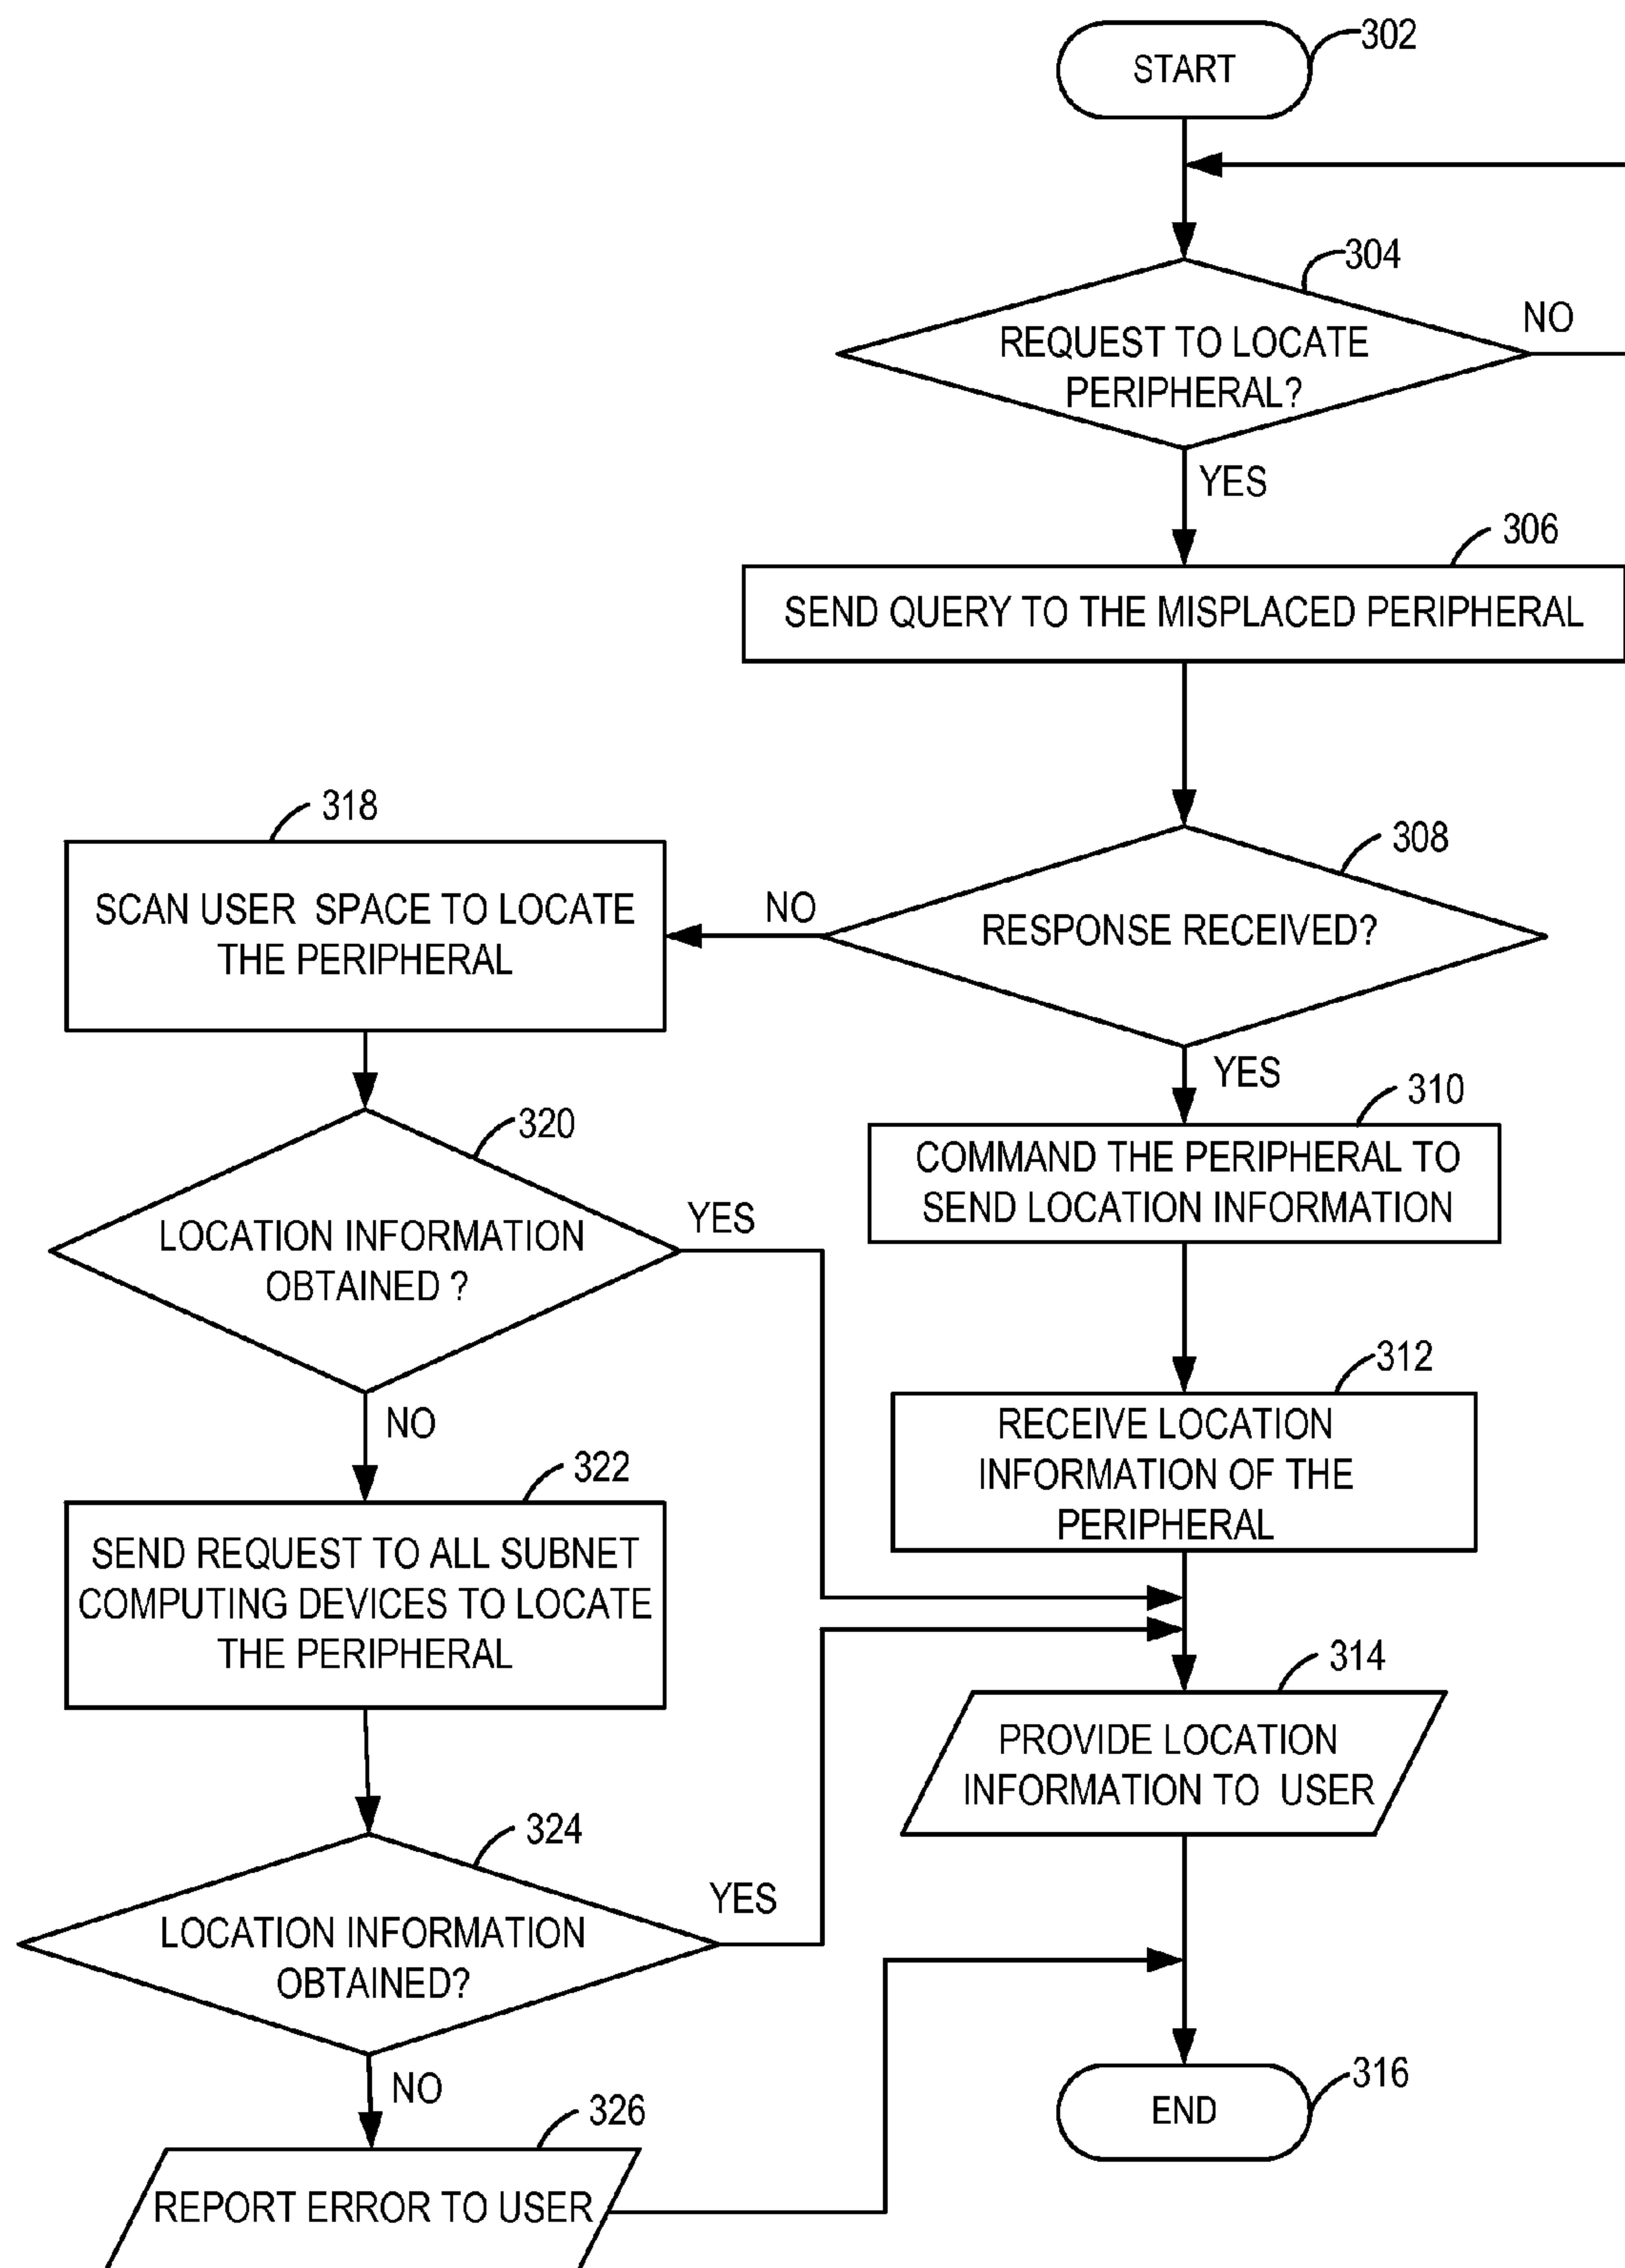 302
START
304
REQUEST TO LOCATE
PERIPHERAL?
NO
YES
306
SEND QUERY TO THE MISPLACED PERIPHERAL
308
RESPONSE RECEIVED?
NO
YES
318
SCAN USER SPACE TO LOCATE
THE PERIPHERAL
310
COMMAND THE PERIPHERAL TO
SEND LOCATION INFORMATION
320
LOCATION INFORMATION
OBTAINED ?
YES
NO
312
RECEIVE LOCATION
INFORMATION OF THE
PERIPHERAL
322
SEND REQUEST TO ALL SUBNET
COMPUTING DEVICES TO LOCATE
THE PERIPHERAL
314
PROVIDE LOCATION
INFORMATION TO USER
324
LOCATION INFORMATION
OBTAINED?
YES
NO
316
END
326
REPORT ERROR TO USER